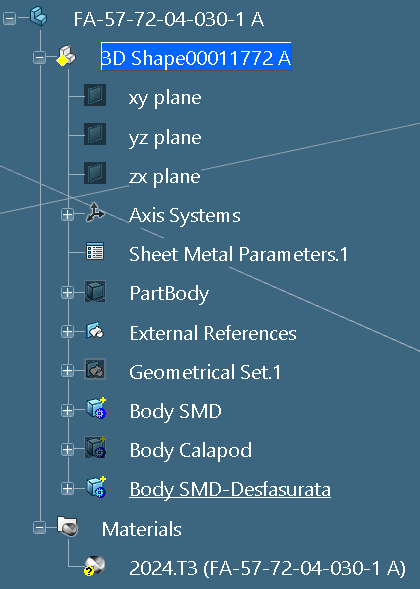 FA-57-72-04-030-1 A
3D Shape00011772 A
xy plane
yz plane
zx plane
Axis Systems
Sheet Metal Parameters.1
PartBody
External References
Geometrical Set.1
Body SMD
Body Calapod
Body SMD-Desfasurata
Materials
2024.T3 (FA-57-72-04-030-1 A)